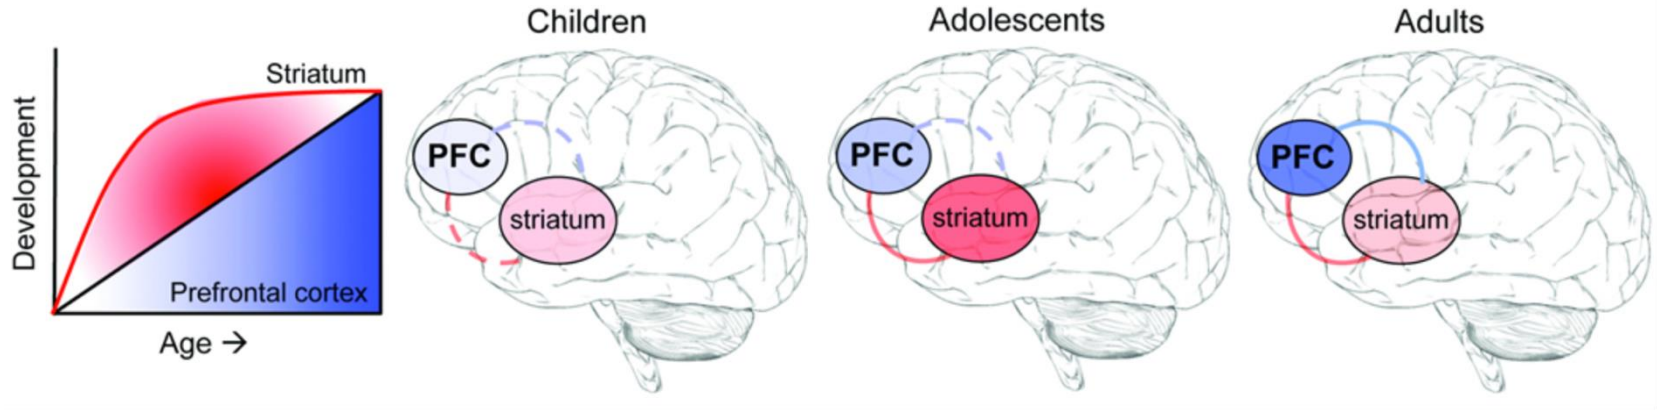 Children
Adolescents
Adults
Striatum
Development
Prefrontal cortex
Age →
PFC
striatum
PFC
striatum
PFC
striatum